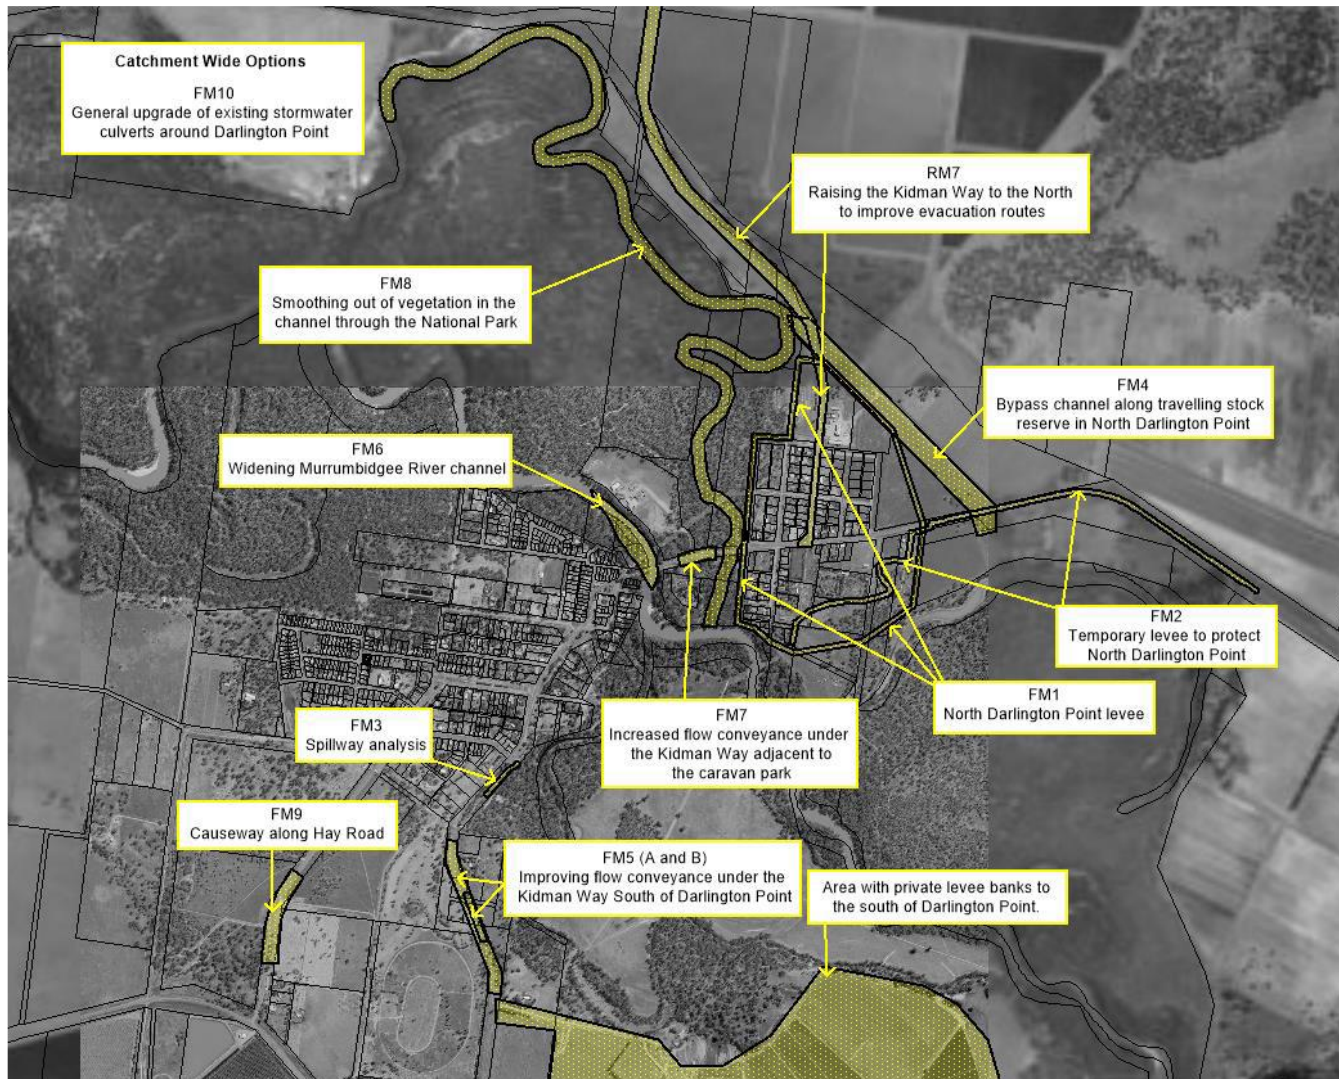 Catchment Wide Options
FM10
General upgrade of existing stormwater
culverts around Darlington Point
RM7
Raising the Kidman Way to the North
to improve evacuation routes
FM8
Smoothing out of vegetation in the
channel through the National Park
FM4
Bypass channel along travelling stock
reserve in North Darlington Point
FM6
Widening Murrumbidgee River channel
FM2
Temporary levee to protect
North Darlington Point
FM1
North Darlington Point levee
FM7
Increased flow conveyance under
the Kidman Way adjacent to
the caravan park
FM3
Spillway analysis
FM9
Causeway along Hay Road
FM5 (A and B)
Improving flow conveyance under the
Kidman Way South of Darlington Point
Area with private levee banks to
the south of Darlington Point.